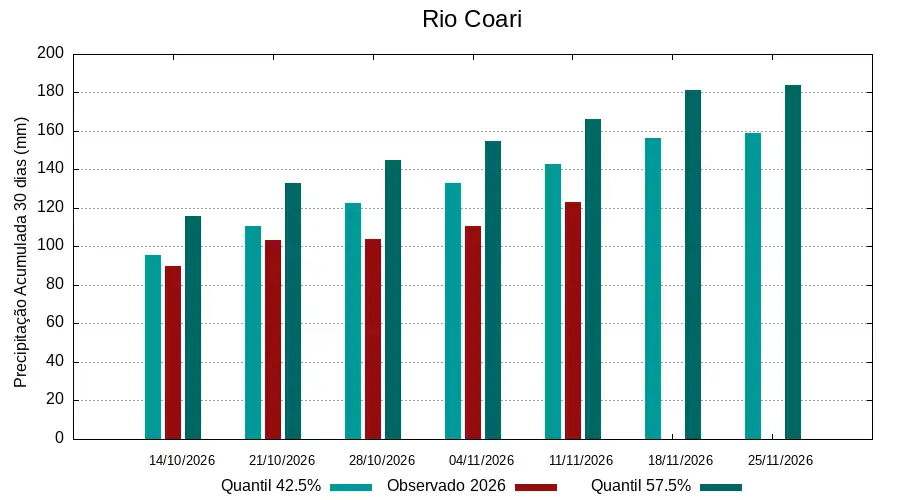 Rio Coari
Precipitação Acumulada 30 dias (mm)
200
180
160
140
120
100
80
60
40
20
0
14/10/2026 21/10/2026 28/10/2026 04/11/2026 11/11/2026 18/11/2026 25/11/2026
Quantil 42.5% Observado 2026 Quantil 57.5%